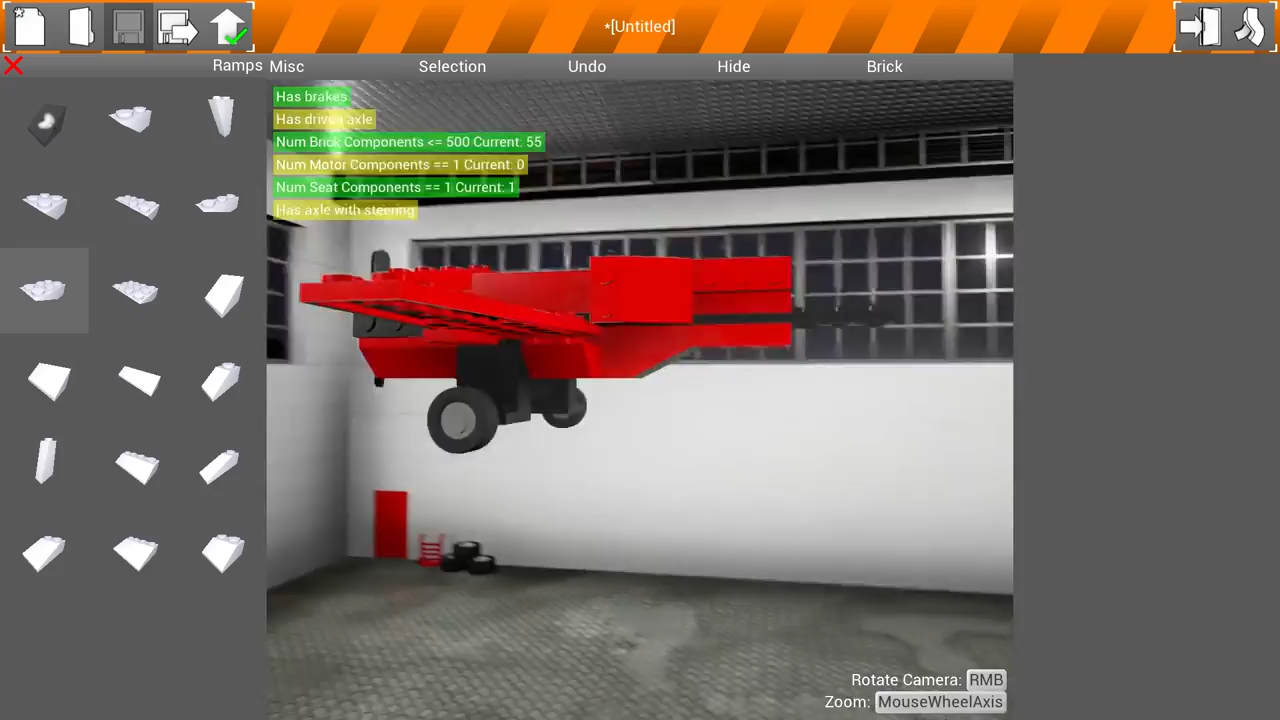 *[Untitled]
Ramps Misc Selection Undo Hide Brick
Has brakes
Has driven axle
Num Brick Components <= 500 Current: 55
Num Motor Components == 1 Current: 0
Num Seat Components == 1 Current: 1
Has axle with steering
Rotate Camera: RMB
Zoom: MouseWheelAxis